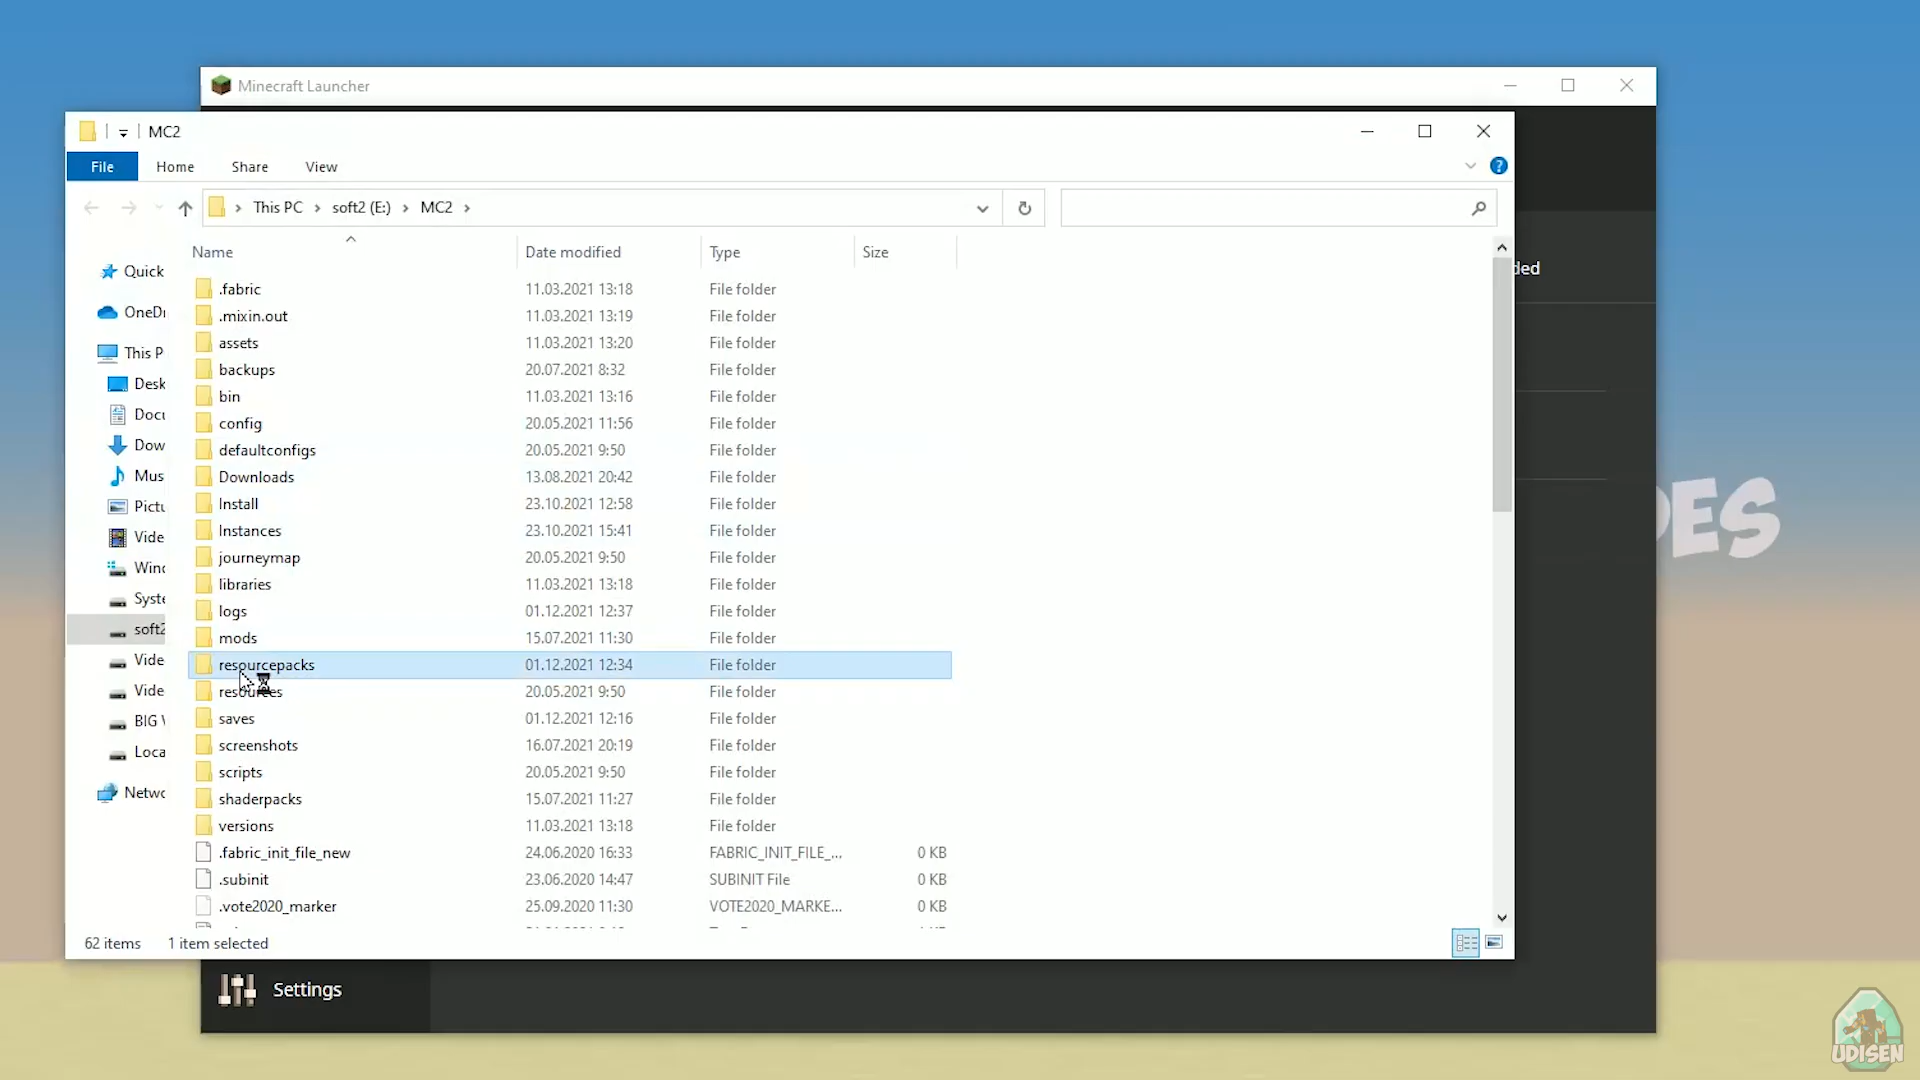 Minecraft Launcher
MC2
File Home Share View
This PC > soft2 (E:) > MC2 >
Name Date modified Type Size
ded
Quick
OneDr
This P
Desk
Docu
Dow
Mus
Pictu
Vide
Winc
Syste
soft2
Vide
Vide
BIG V
Loca
Netwo
.fabric 11.03.2021 13:18 File folder
.mixin.out 11.03.2021 13:19 File folder
assets 11.03.2021 13:20 File folder
backups 20.07.2021 8:32 File folder
bin 11.03.2021 13:16 File folder
config 20.05.2021 11:56 File folder
defaultconfigs 20.05.2021 9:50 File folder
Downloads 13.08.2021 20:42 File folder
Install 23.10.2021 12:58 File folder
Instances 23.10.2021 15:41 File folder
journeymap 20.05.2021 9:50 File folder
libraries 11.03.2021 13:18 File folder
logs 01.12.2021 12:37 File folder
mods 15.07.2021 11:30 File folder
resourcepacks 01.12.2021 12:34 File folder
resources 20.05.2021 9:50 File folder
saves 01.12.2021 12:16 File folder
screenshots 16.07.2021 20:19 File folder
scripts 20.05.2021 9:50 File folder
shaderpacks 15.07.2021 11:27 File folder
versions 11.03.2021 13:18 File folder
.fabric_init_file_new 24.06.2020 16:33 FABRIC_INIT_FILE_... 0 KB
.subinit 23.06.2020 14:47 SUBINIT File 0 KB
.vote2020_marker 25.09.2020 11:30 VOTE2020_MARKE... 0 KB
62 items 1 item selected
DES
Settings
UDISEN